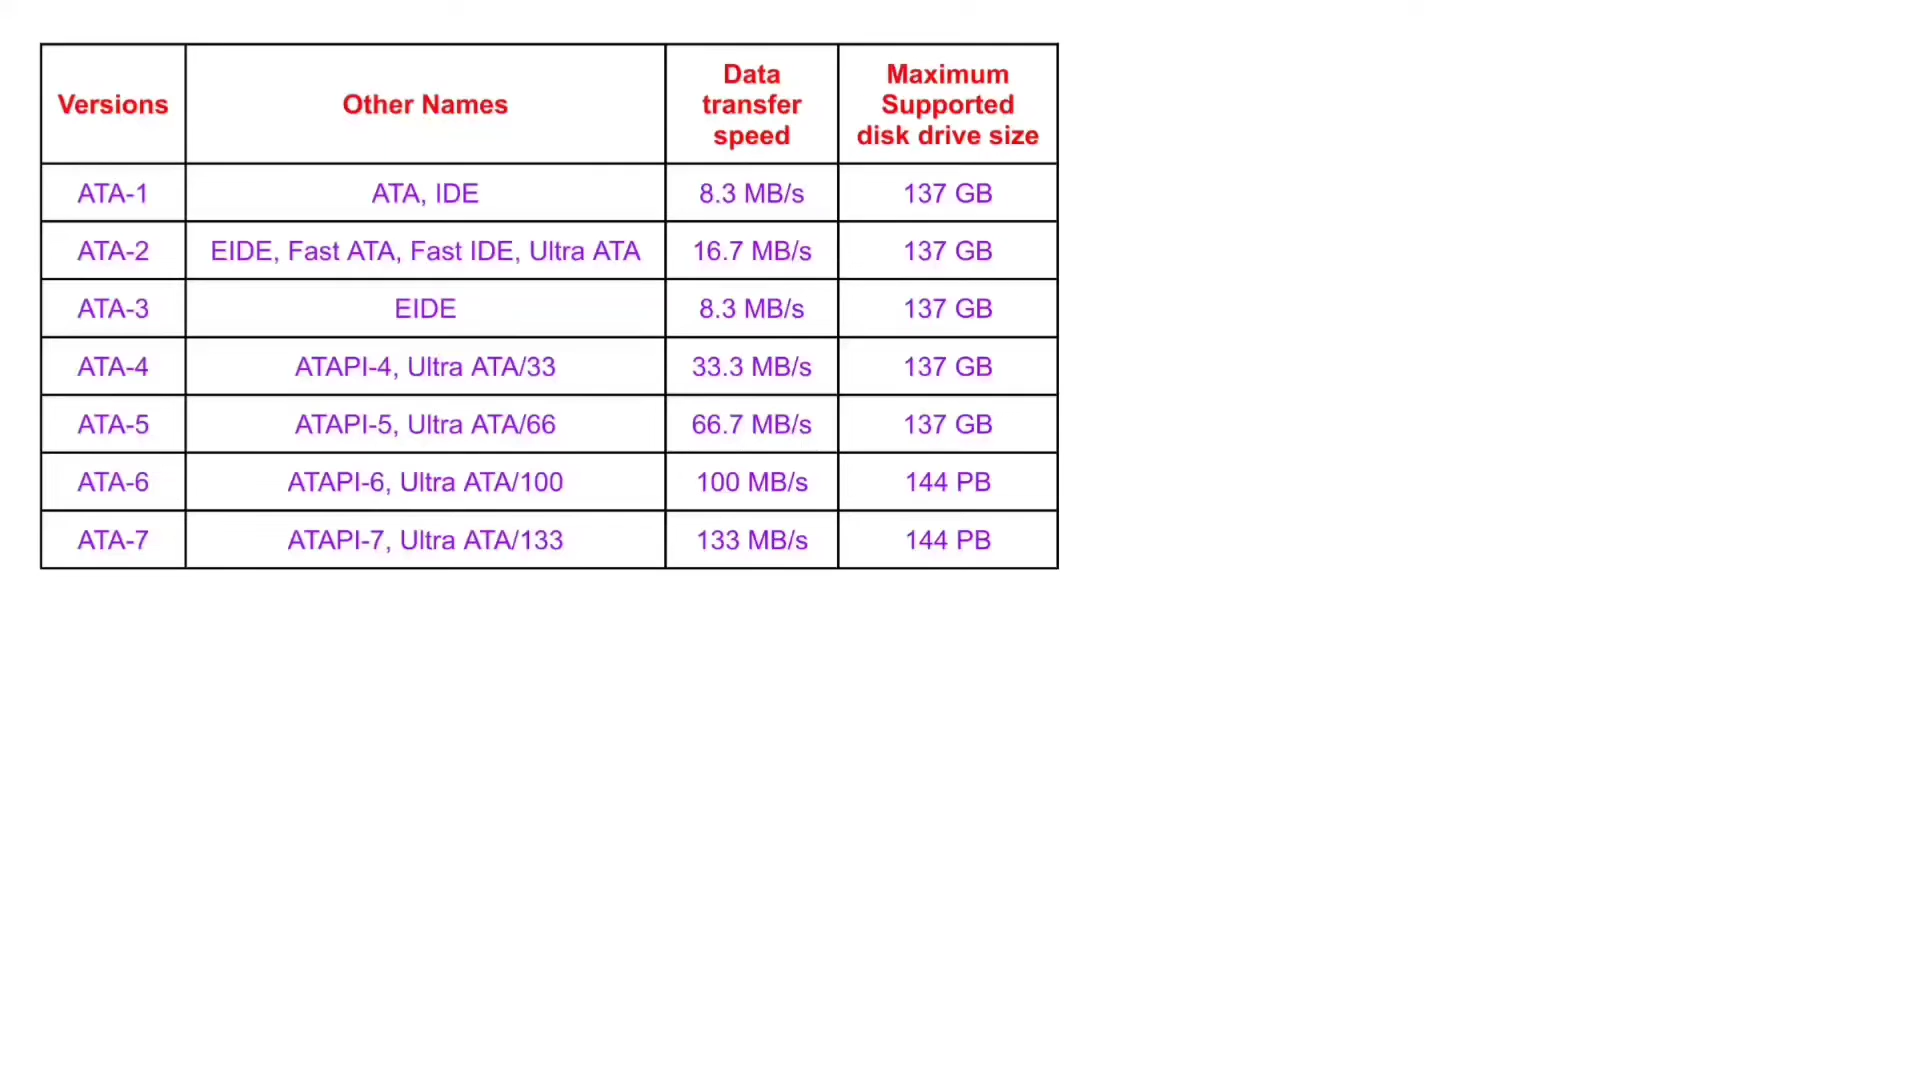 Versions Other Names Data transfer speed Maximum Supported disk drive size
ATA-1 ATA, IDE 8.3 MB/s 137 GB
ATA-2 EIDE, Fast ATA, Fast IDE, Ultra ATA 16.7 MB/s 137 GB
ATA-3 EIDE 8.3 MB/s 137 GB
ATA-4 ATAPI-4, Ultra ATA/33 33.3 MB/s 137 GB
ATA-5 ATAPI-5, Ultra ATA/66 66.7 MB/s 137 GB
ATA-6 ATAPI-6, Ultra ATA/100 100 MB/s 144 PB
ATA-7 ATAPI-7, Ultra ATA/133 133 MB/s 144 PB